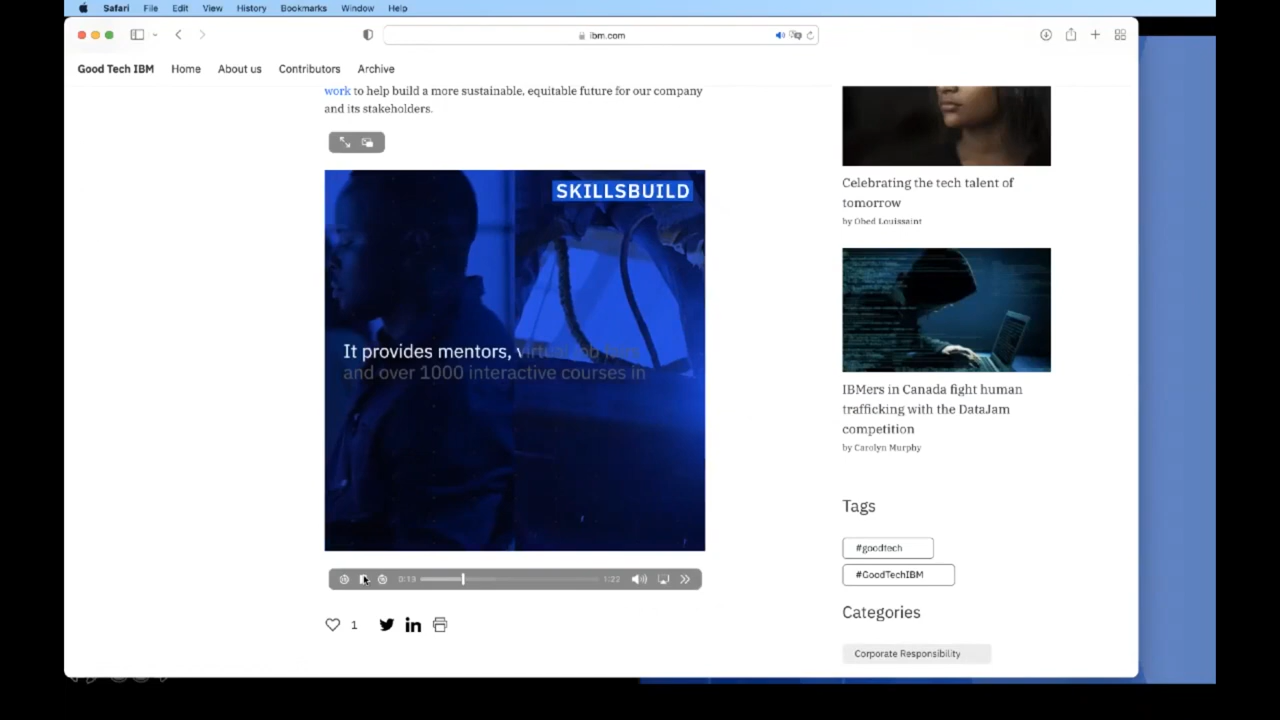 Safari File Edit View History Bookmarks Window Help
ibm.com
Good Tech IBM Home About us Contributors Archive
work to help build a more sustainable, equitable future for our company
and its stakeholders.
SKILLSBUILD
It provides mentors, virtual job fairs
and over 1000 interactive courses in
0:13 1:22
1
Celebrating the tech talent of
tomorrow
by Obed Louissaint
IBMers in Canada fight human
trafficking with the DataJam
competition
by Carolyn Murphy
Tags
#goodtech
#GoodTechIBM
Categories
Corporate Responsibility